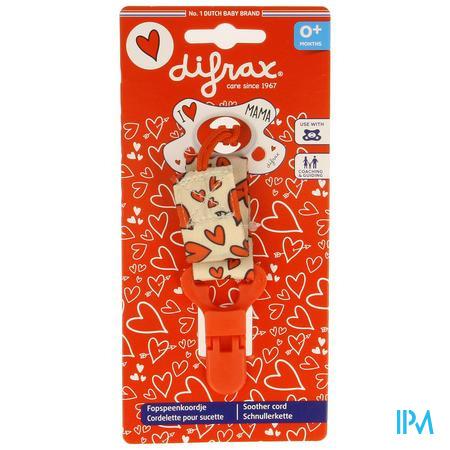 No. 1 DUTCH BABY BRAND
difrax®
care since 1967
0+
MONTHS
I MAMA
difrax
USE WITH
COACHING
& GUIDING
Fopspeenkoordje
Cordelette pour sucette
Soother cord
Schnullerkette
IPM